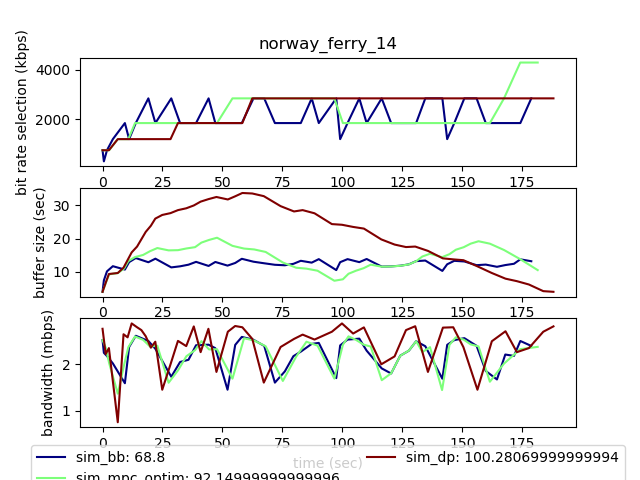 norway_ferry_14
bit rate selection (kbps)
4000
2000
0 25 50 75 100 125 150 175
buffer size (sec)
30
20
10
0 25 50 75 100 125 150 175
bandwidth (mbps)
2
1
0 25 50 75 100 125 150 175
time (sec)
sim_bb: 68.8
sim_dp: 100.28069999999994
sim_mpc_optim: 92.14999999999996